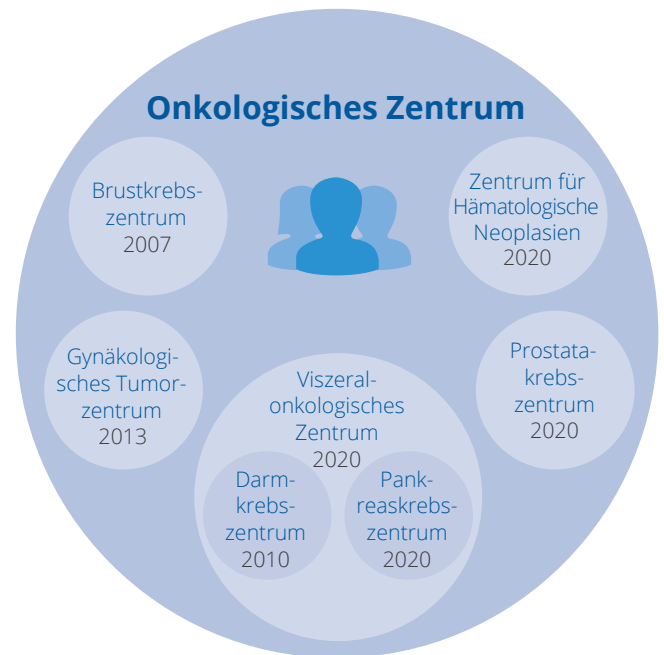 Onkologisches Zentrum
Brustkrebs-
zentrum
2007
Zentrum für
Hämatologische
Neoplasien
2020
Gynäkologi-
sches Tumor-
zentrum
2013
Viszeral-
onkologisches
Zentrum
2020
Darm-
krebs-
zentrum
2010
Pank-
reaskrebs-
zentrum
2020
Prostata-
krebs-
zentrum
2020